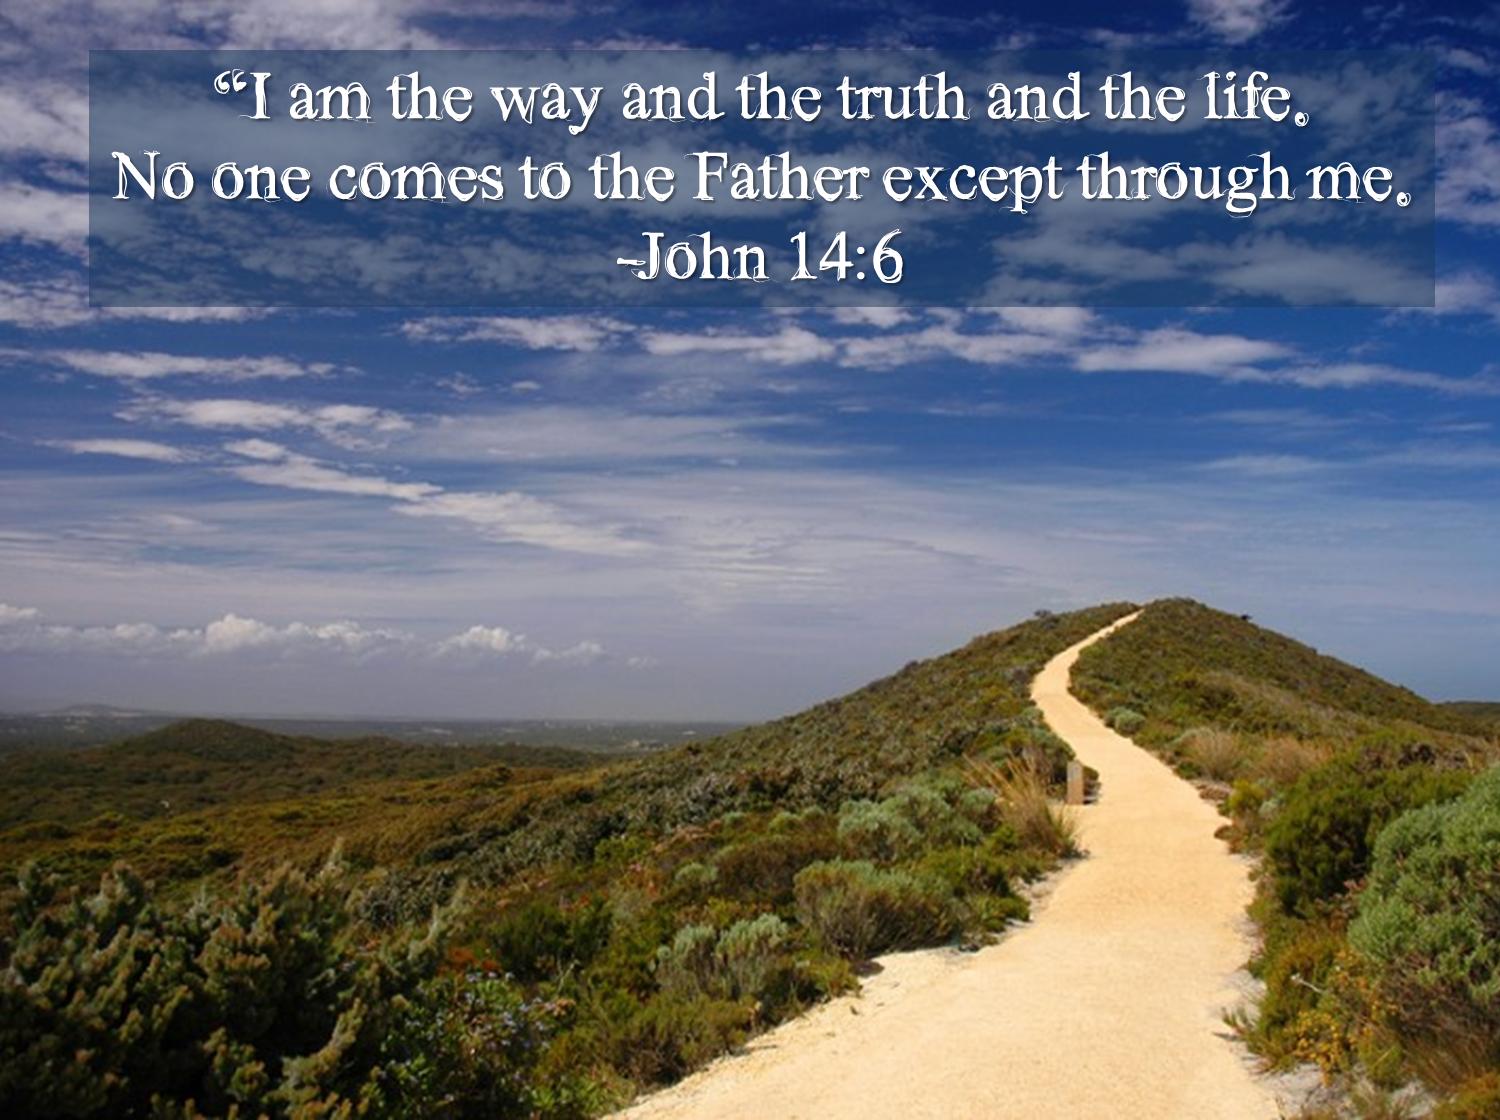 “I am the way and the truth and the life.
No one comes to the Father except through me.
-John 14:6